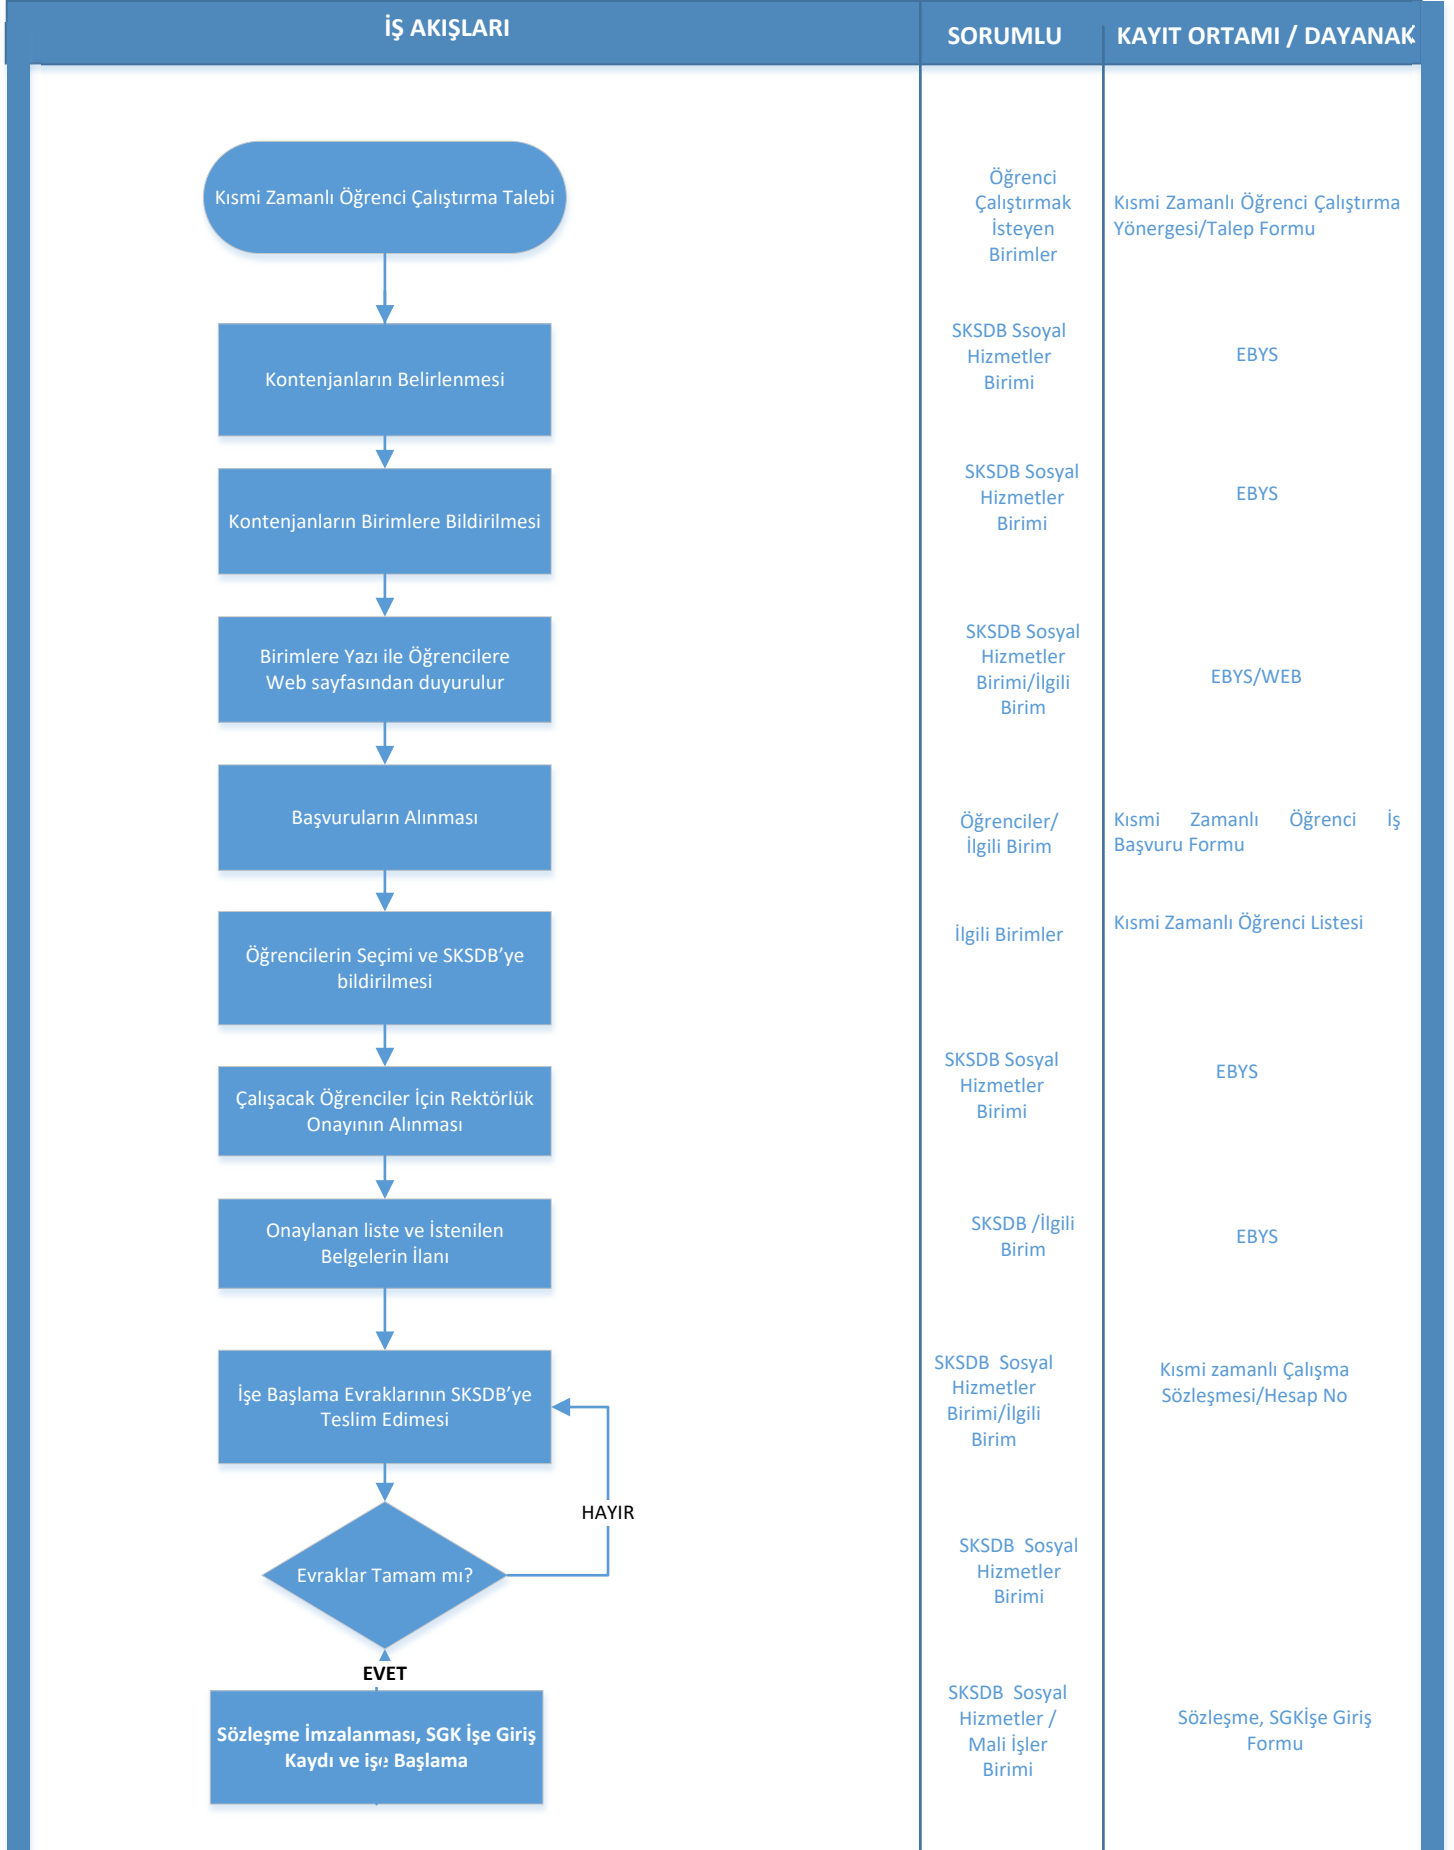 İŞ AKIŞLARI
SORUMLU
KAYIT ORTAMI / DAYANAK
Kısmi Zamanlı Öğrenci Çalıştırma Talebi
Öğrenci
Çalıştırmak
İsteyen
Birimler
Kısmi Zamanlı Öğrenci Çalıştırma
Yönergesi/Talep Formu
Kontenjanların Belirlenmesi
SKSDB Ssoyal
Hizmetler
Birimi
EBYS
Kontenjanların Birimlere Bildirilmesi
SKSDB Sosyal
Hizmetler
Birimi
EBYS
Birimlere Yazı ile Öğrencilere
Web sayfasından duyurulur
SKSDB Sosyal
Hizmetler
Birimi/İlgili
Birim
EBYS/WEB
Başvuruların Alınması
Öğrenciler/
İlgili Birim
Kısmi Zamanlı Öğrenci İş
Başvuru Formu
Öğrencilerin Seçimi ve SKSDB’ye
bildirilmesi
İlgili Birimler
Kısmi Zamanlı Öğrenci Listesi
Çalışacak Öğrenciler İçin Rektörlük
Onayının Alınması
SKSDB Sosyal
Hizmetler
Birimi
EBYS
Onaylanan liste ve İstenilen
Belgelerin İlanı
SKSDB /İlgili
Birim
EBYS
İşe Başlama Evraklarının SKSDB’ye
Teslim Edimesi
SKSDB Sosyal
Hizmetler
Birimi/İlgili
Birim
Kısmi zamanlı Çalışma
Sözleşmesi/Hesap No
HAYIR
Evraklar Tamam mı?
SKSDB Sosyal
Hizmetler
Birimi
EVET
Sözleşme İmzalanması, SGK İşe Giriş
Kaydı ve işe Başlama
SKSDB Sosyal
Hizmetler /
Mali İşler
Birimi
Sözleşme, SGKİşe Giriş
Formu